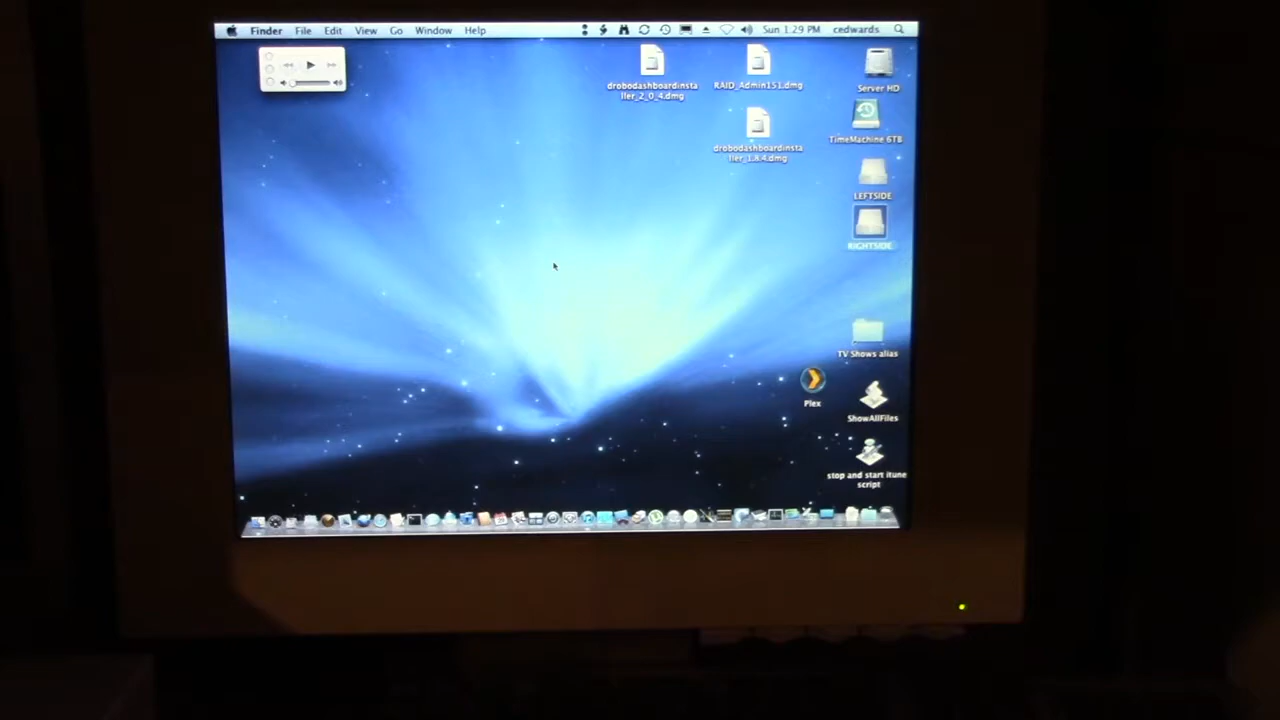 Finder File Edit View Go Window Help Sun 1:29 PM cedwards
drobodashboardinsta
ller_2_0_4.dmg
RAID_Admin151.dmg
Server HD
drobodashboardinsta
ller_1.8.4.dmg
TimeMachine 6TB
LEFTSIDE
RIGHTSIDE
TV Shows alias
Plex
ShowAllFiles
stop and start itune
script